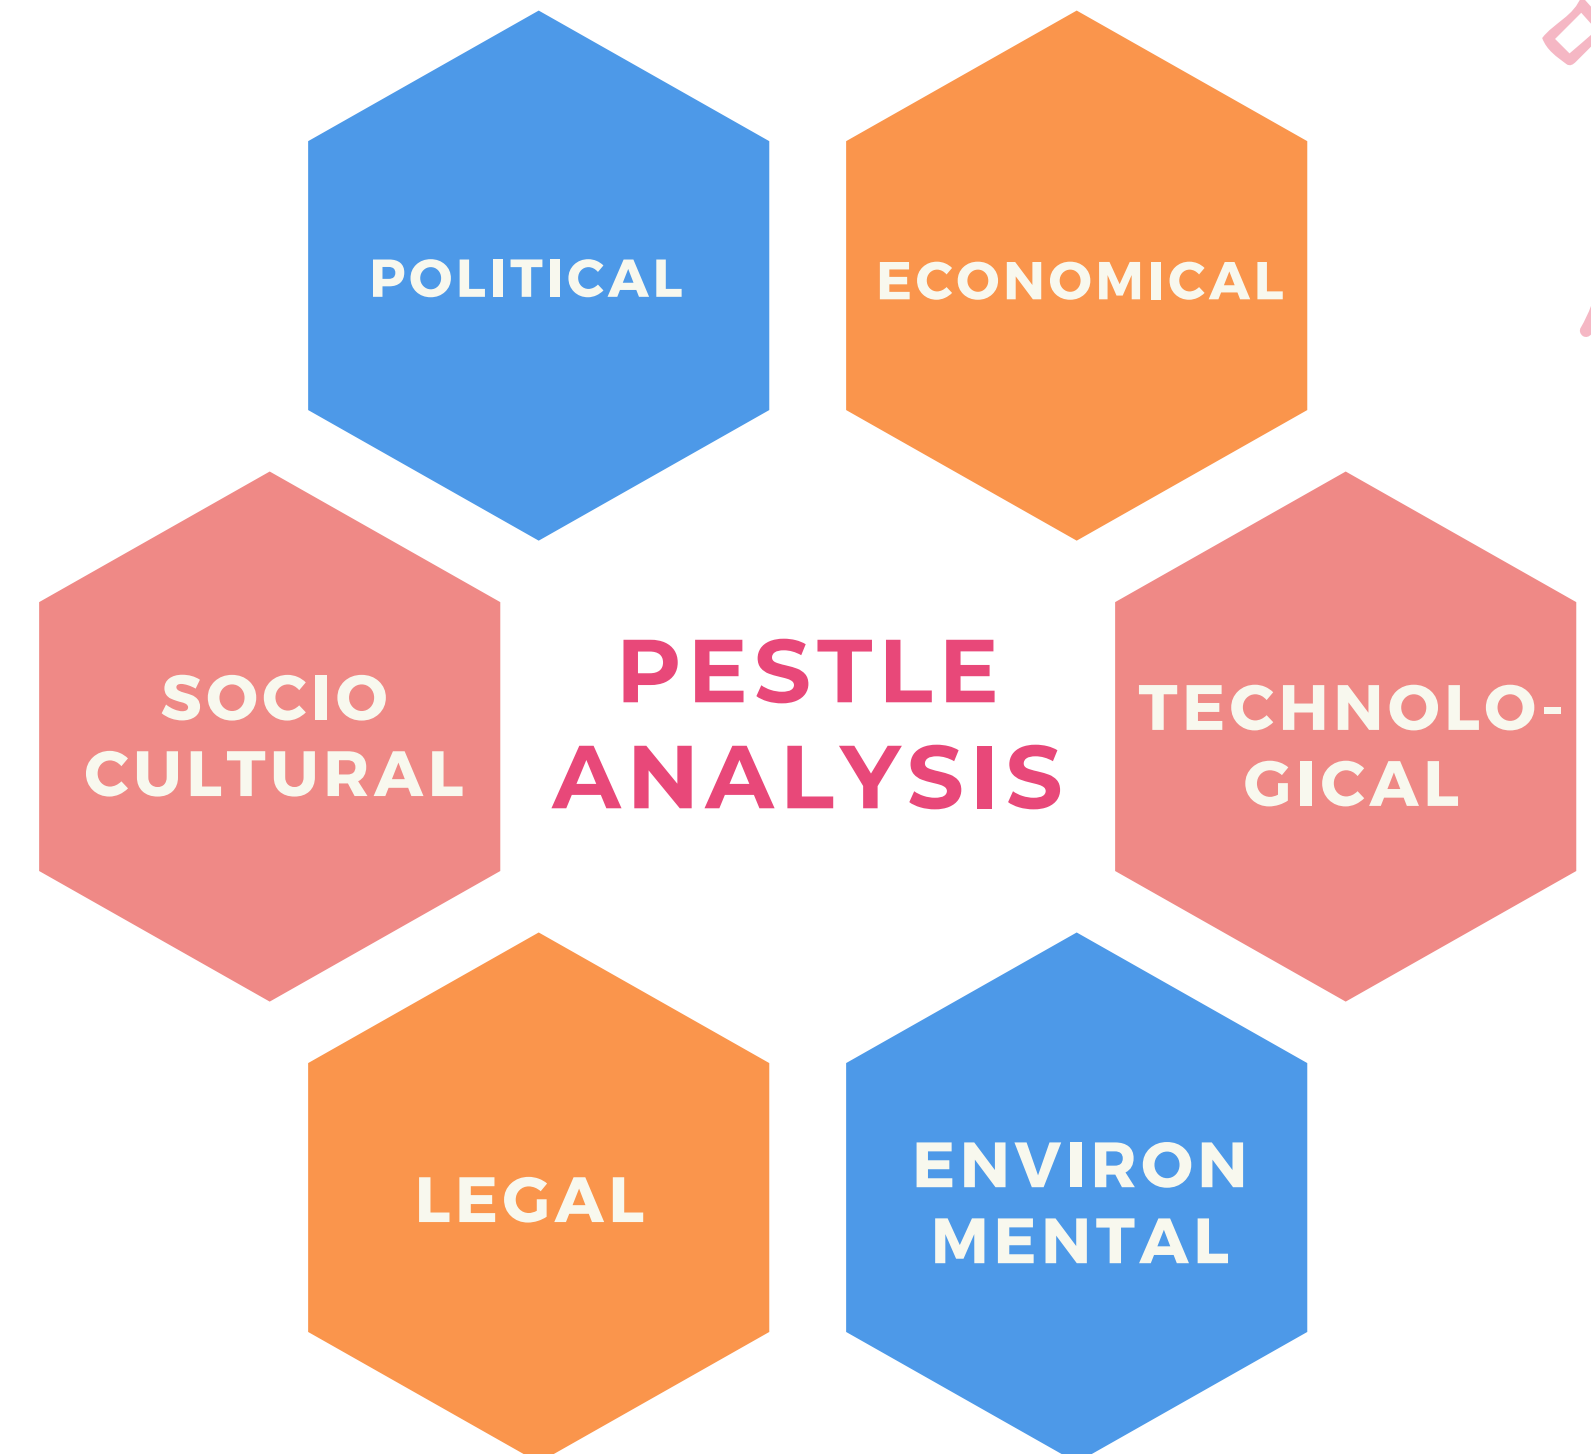 POLITICAL
ECONOMICAL
SOCIO
CULTURAL
PESTLE
ANALYSIS
TECHNOLO-
GICAL
LEGAL
ENVIRON
MENTAL